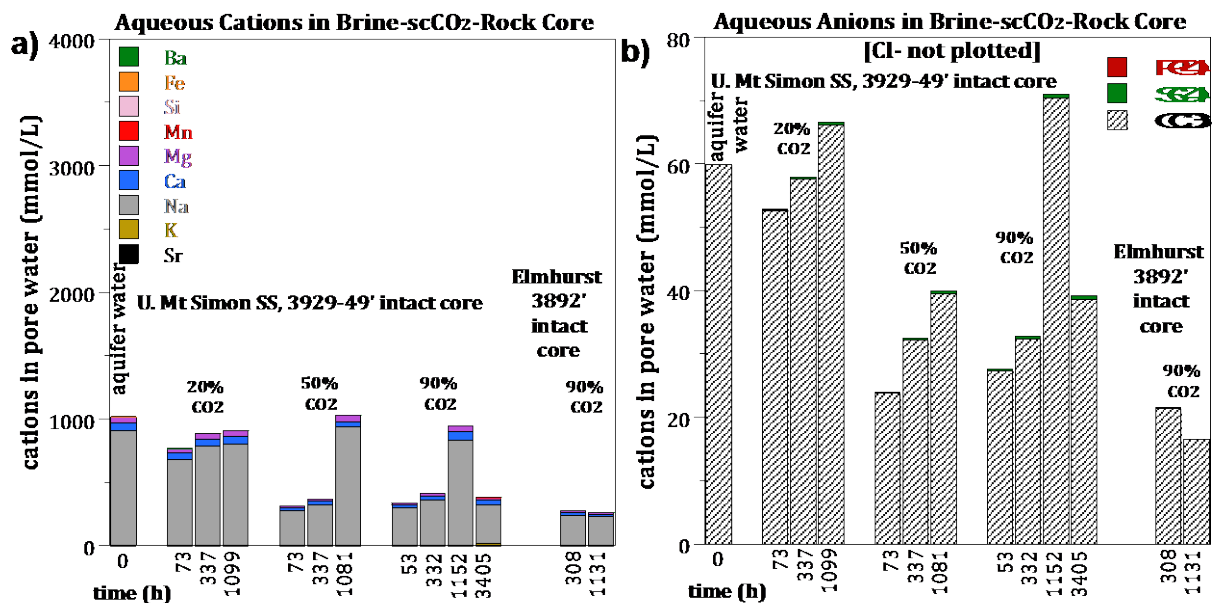 Aqueous Cations in Brine-scCO2-Rock Core
a)
cations in pore water (mmol/L)
4000
3000
2000
1000
0
Ba
Fe
Si
Mn
Mg
Ca
Na
K
Sr
aquifer water
U. Mt Simon SS, 3929-49' intact core
Elmhurst
3892'
intact
core
20%
CO2
50%
CO2
90%
CO2
90%
CO2
0
73
337
1099
73
337
1081
53
332
1152
3405
308
1131
time (h)
Aqueous Anions in Brine-scCO2-Rock Core
b)
[Cl- not plotted]
U. Mt Simon SS, 3929-49' intact core
cations in pore water (mmol/L)
80
60
40
20
0
aquifer
water
20%
CO2
50%
CO2
90%
CO2
Elmhurst
3892'
intact
core
90%
CO2
0
73
337
1099
73
337
1081
53
332
1152
3405
308
1131
time (h)